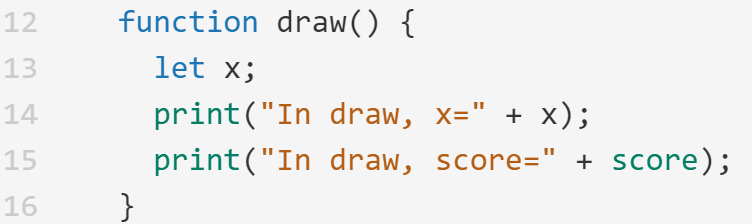 12 function draw() {
13 let x;
14 print("In draw, x=" + x);
15 print("In draw, score=" + score);
16 }